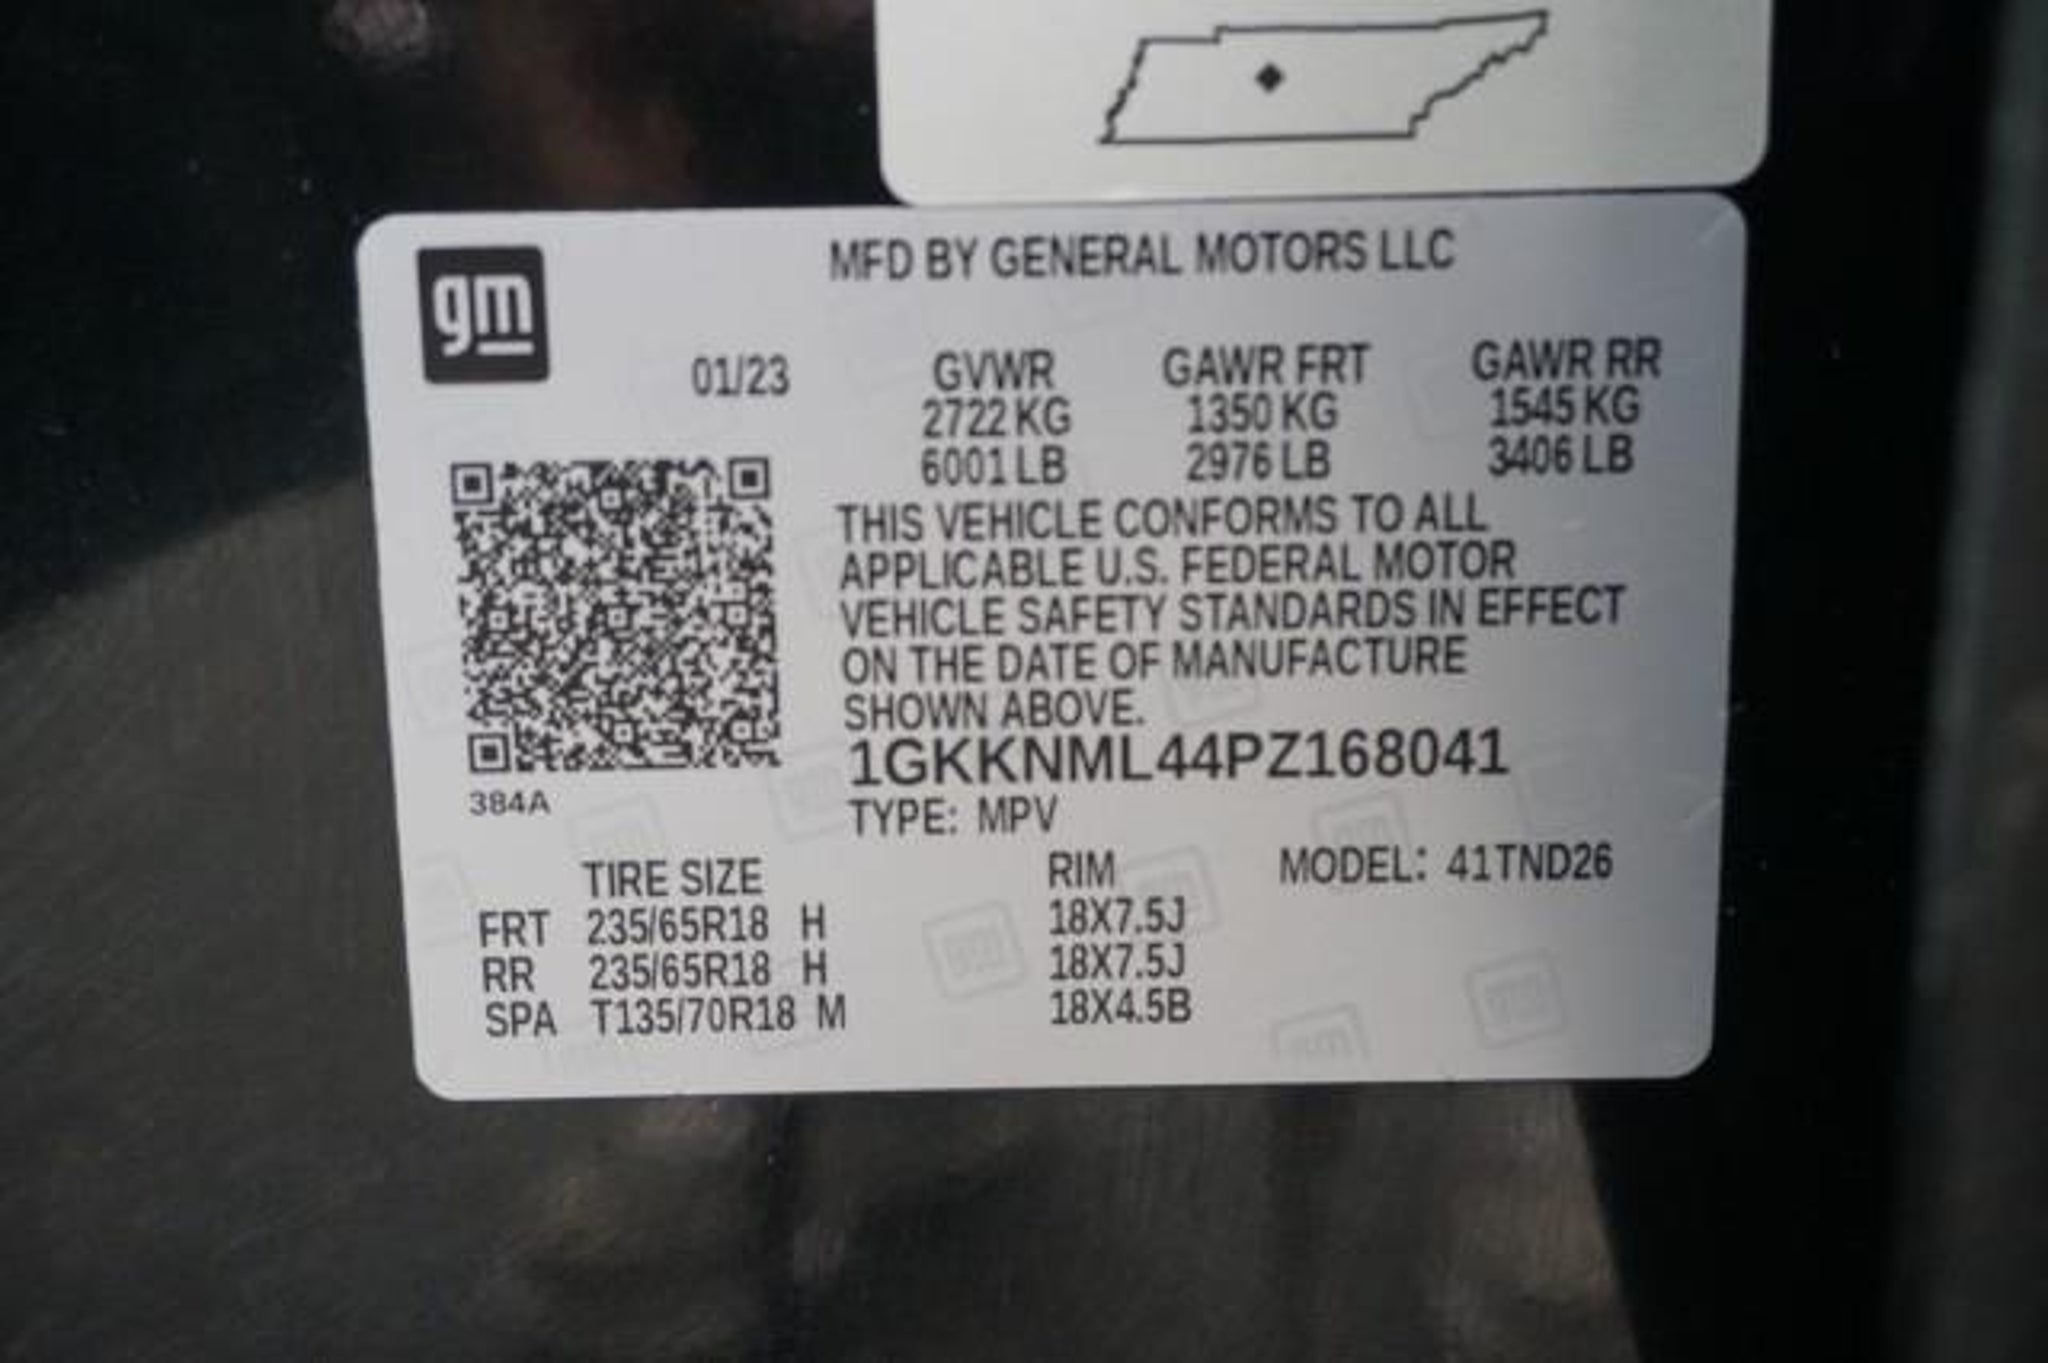 gm
MFD BY GENERAL MOTORS LLC
01/23
GVWR GAWR FRT GAWR RR
2722 KG 1350 KG 1545 KG
6001 LB 2976 LB 3406 LB
THIS VEHICLE CONFORMS TO ALL
APPLICABLE U.S. FEDERAL MOTOR
VEHICLE SAFETY STANDARDS IN EFFECT
ON THE DATE OF MANUFACTURE
SHOWN ABOVE.
1GKKNML44PZ168041
384A
TYPE: MPV
TIRE SIZE RIM MODEL: 41TND26
FRT 235/65R18 H 18X7.5J
RR 235/65R18 H 18X7.5J
SPA T135/70R18 M 18X4.5B